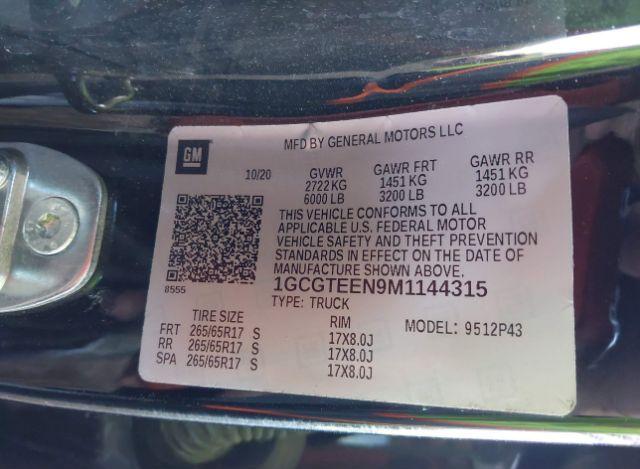 MFD BY GENERAL MOTORS LLC
GM
10/20 GVWR GAWR FRT GAWR RR
2722 KG 1451 KG 1451 KG
6000 LB 3200 LB 3200 LB
THIS VEHICLE CONFORMS TO ALL
APPLICABLE U.S. FEDERAL MOTOR
VEHICLE SAFETY AND THEFT PREVENTION
STANDARDS IN EFFECT ON THE DATE OF
MANUFACTURE SHOWN ABOVE.
8555
1GCGTEEN9M1144315
TYPE: TRUCK
TIRE SIZE RIM MODEL: 9512P43
FRT 265/65R17 S 17X8.0J
RR 265/65R17 S 17X8.0J
SPA 265/65R17 S 17X8.0J